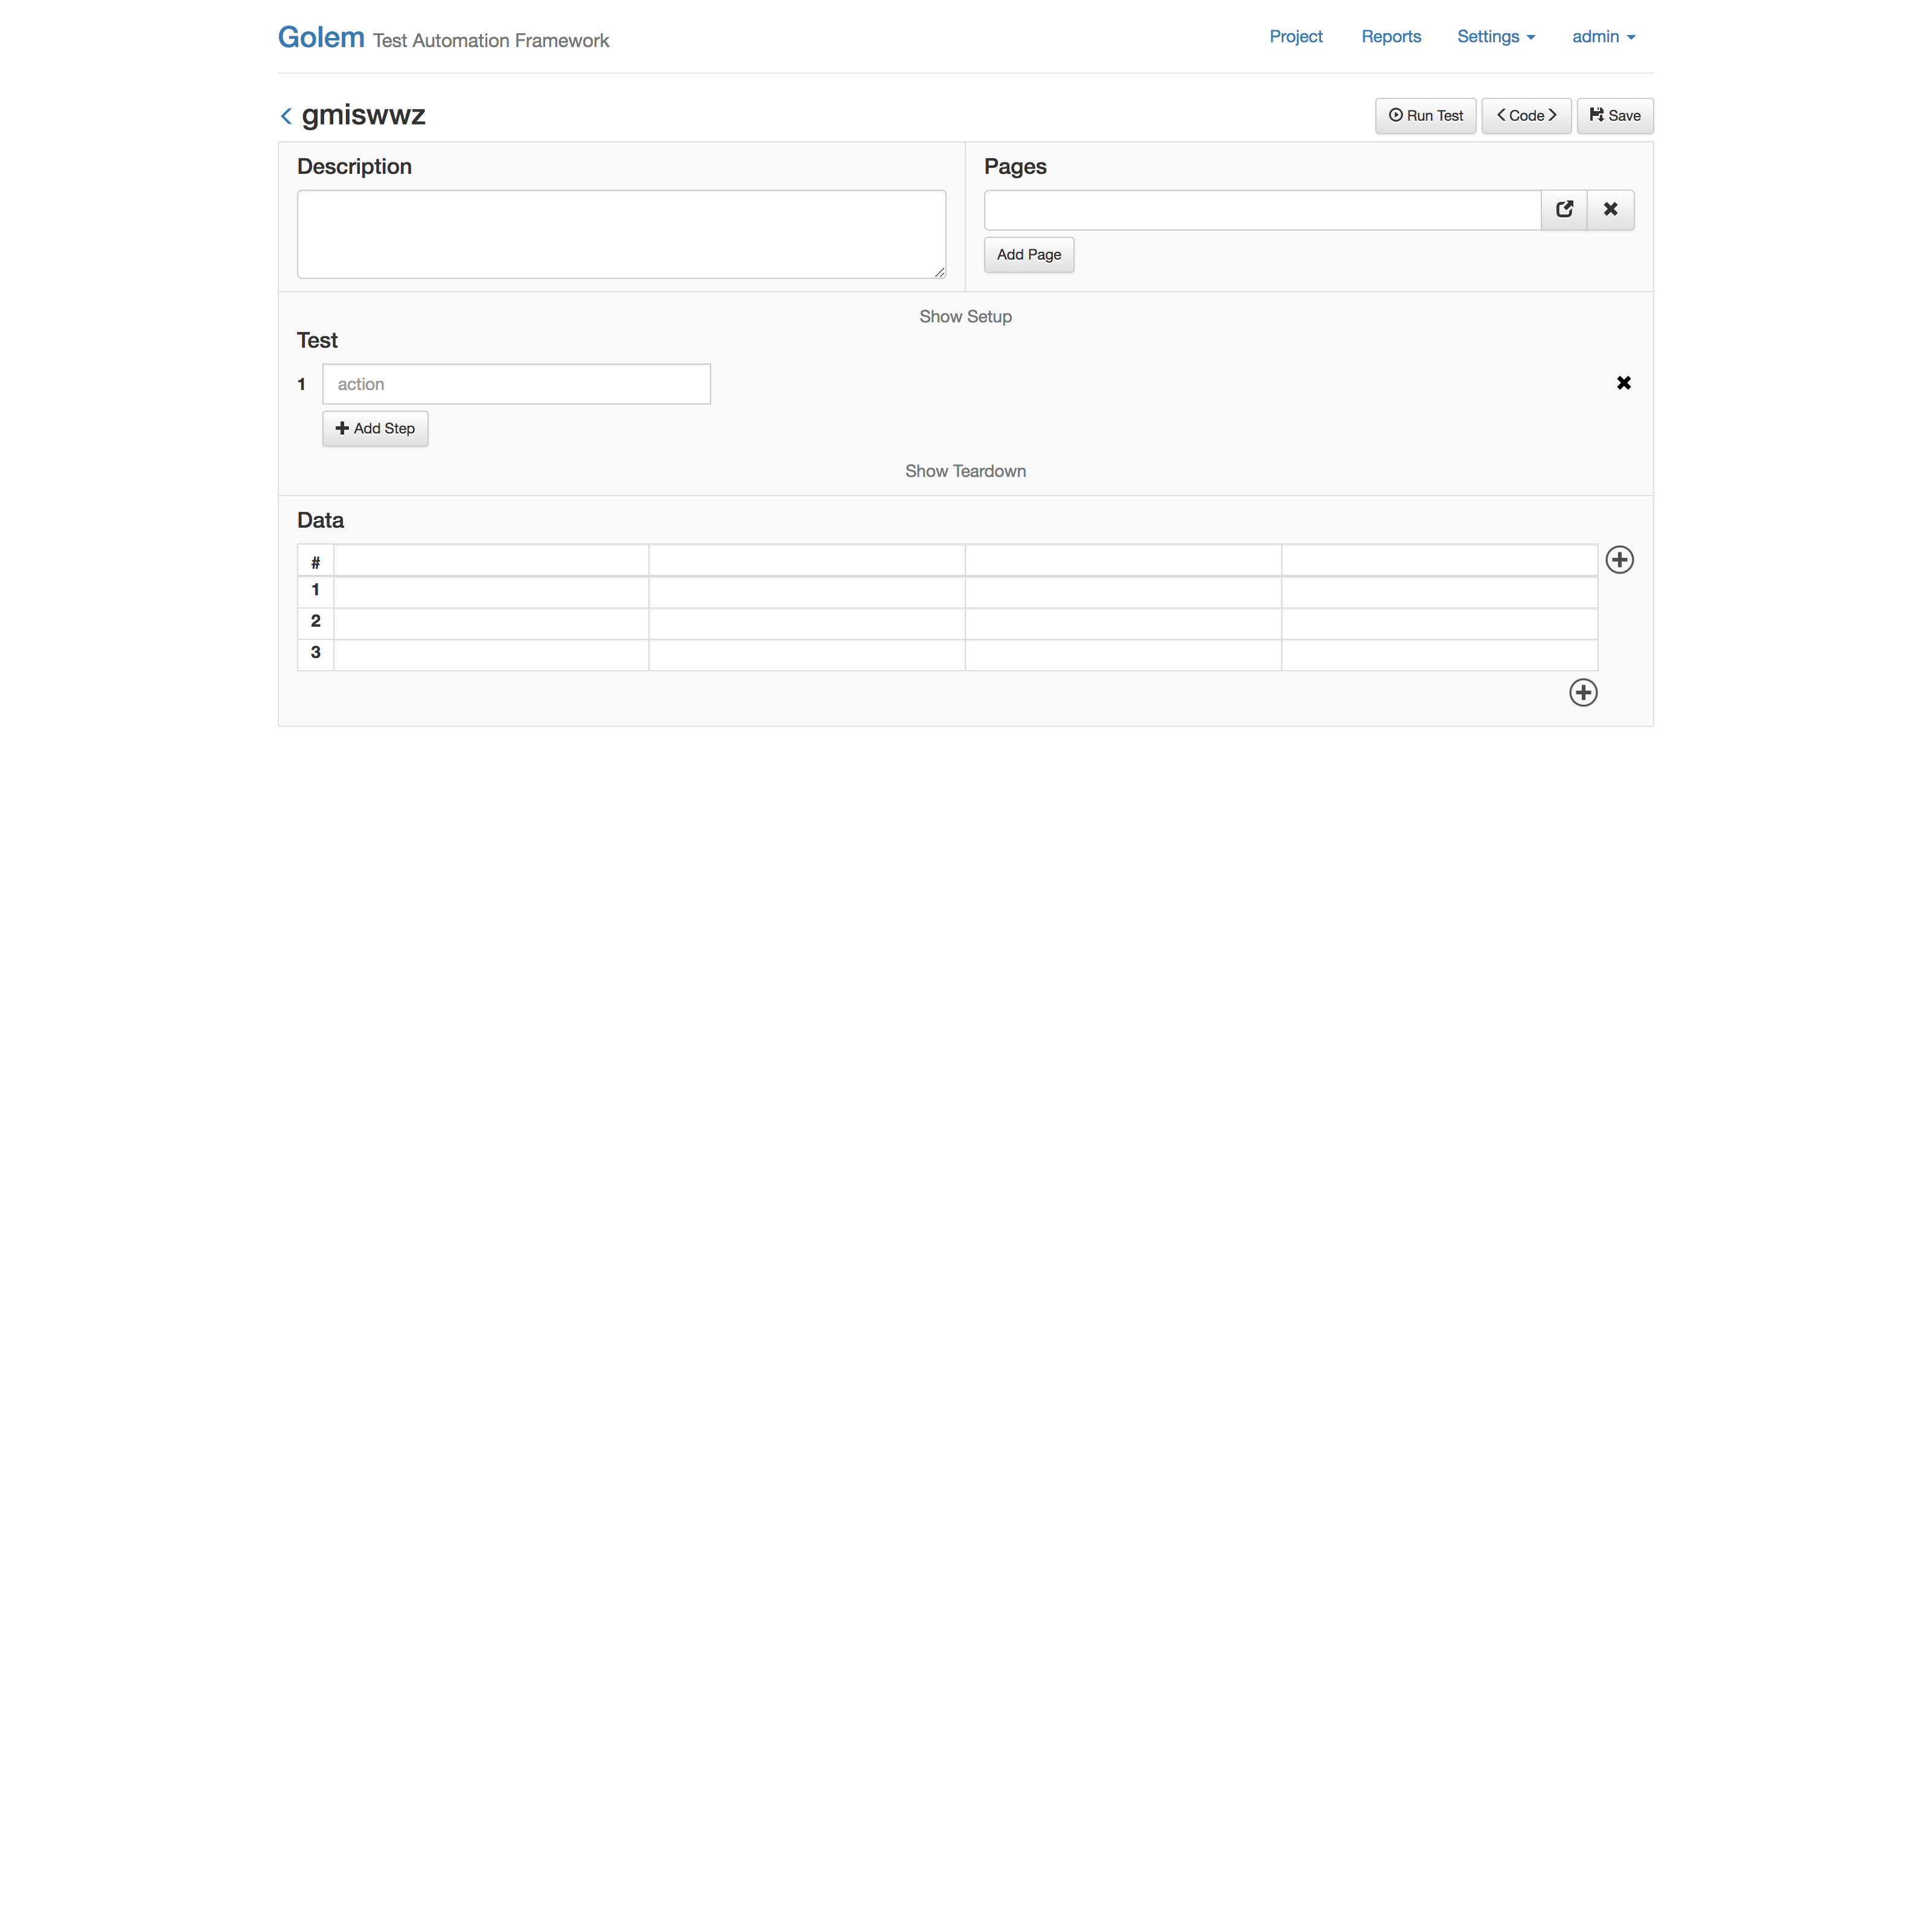 Golem Test Automation Framework Project Reports Settings admin
gmiswwz Run Test <Code> Save
Description Pages
Add Page
Show Setup
Test
1 action
Add Step
Show Teardown
Data
#
1
2
3